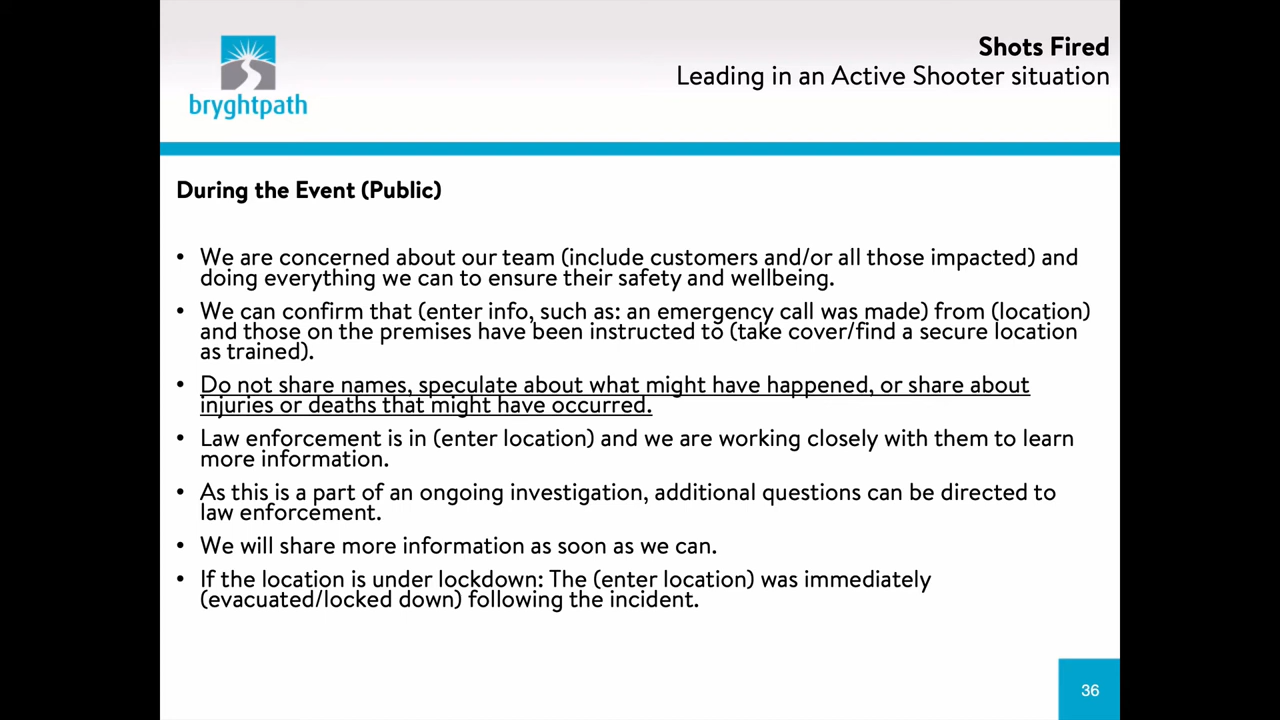 bryghtpath
Shots Fired
Leading in an Active Shooter situation
During the Event (Public)
• We are concerned about our team (include customers and/or all those impacted) and
doing everything we can to ensure their safety and wellbeing.
• We can confirm that (enter info, such as: an emergency call was made) from (location)
and those on the premises have been instructed to (take cover/find a secure location
as trained).
• Do not share names, speculate about what might have happened, or share about
injuries or deaths that might have occurred.
• Law enforcement is in (enter location) and we are working closely with them to learn
more information.
• As this is a part of an ongoing investigation, additional questions can be directed to
law enforcement.
• We will share more information as soon as we can.
• If the location is under lockdown: The (enter location) was immediately
(evacuated/locked down) following the incident.
36